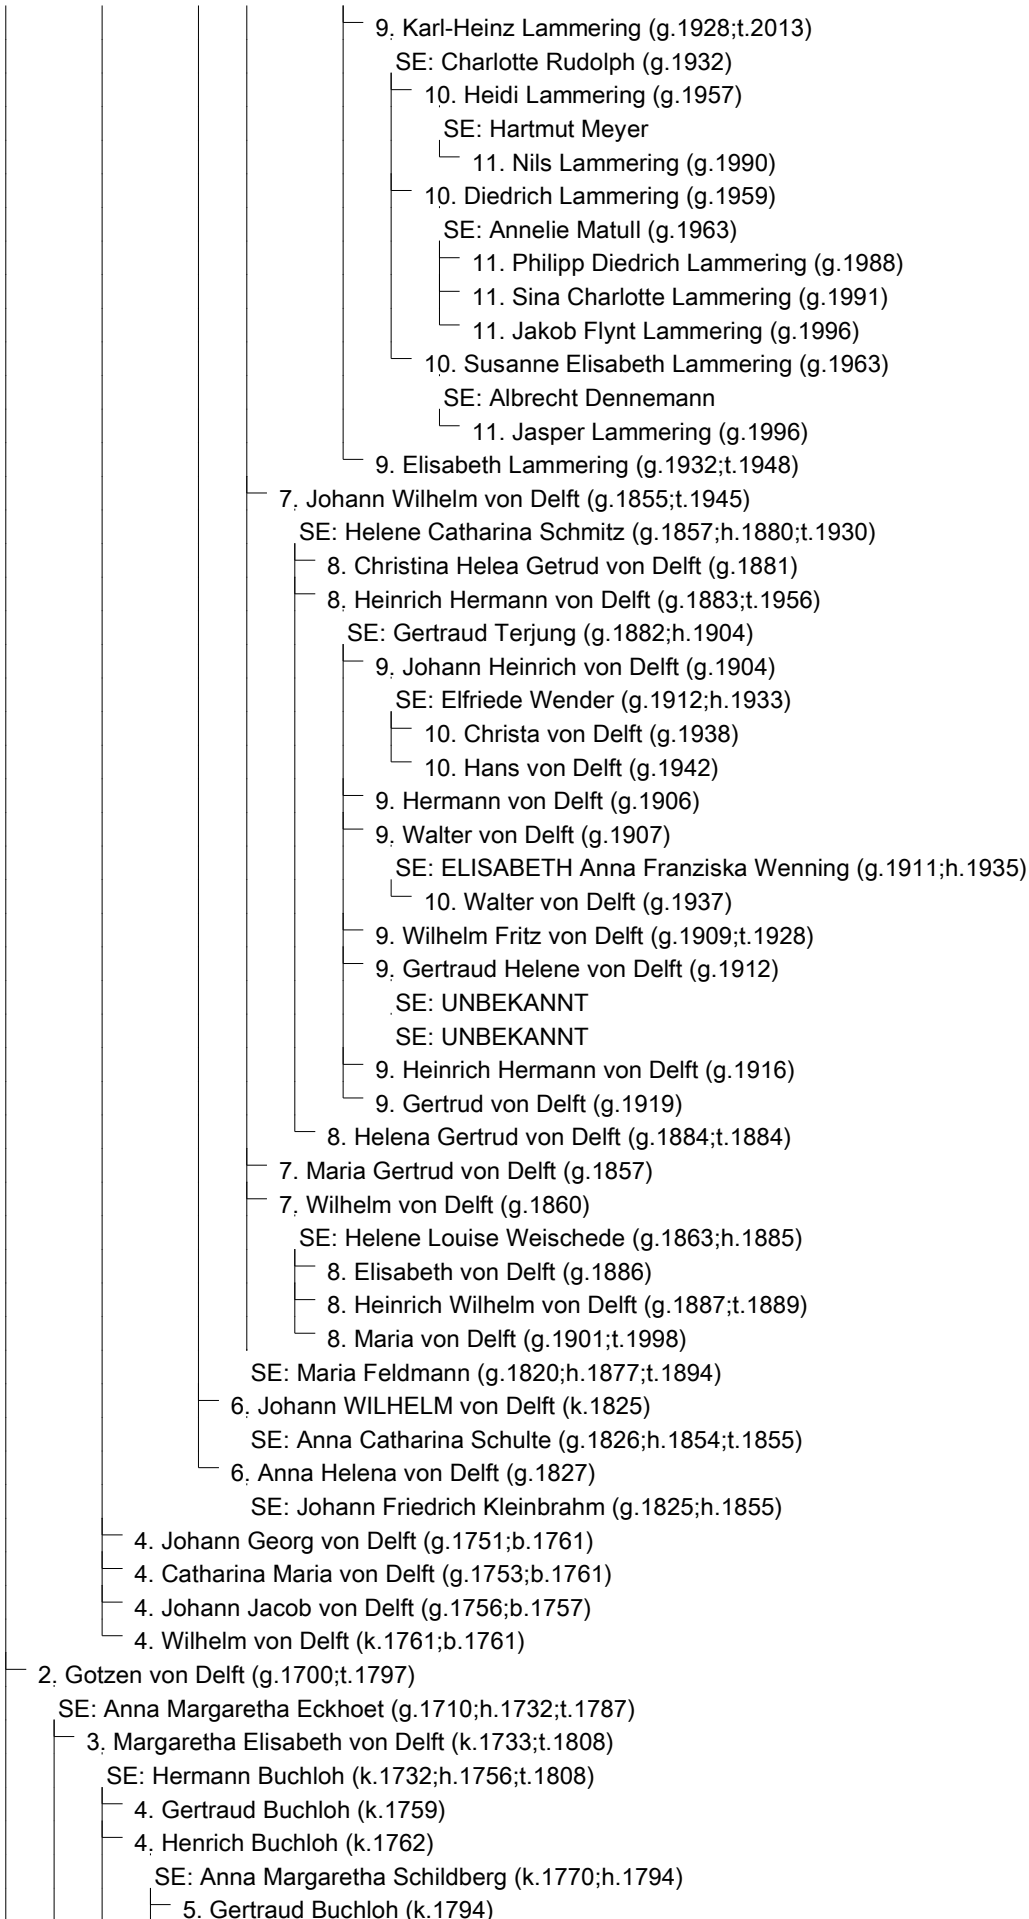 9. Karl-Heinz Lammering (g.1928;t.2013)
SE: Charlotte Rudolph (g.1932)
10. Heidi Lammering (g.1957)
SE: Hartmut Meyer
11. Nils Lammering (g.1990)
10. Diedrich Lammering (g.1959)
SE: Annelie Matull (g.1963)
11. Philipp Diedrich Lammering (g.1988)
11. Sina Charlotte Lammering (g.1991)
11. Jakob Flynt Lammering (g.1996)
10. Susanne Elisabeth Lammering (g.1963)
SE: Albrecht Dennemann
11. Jasper Lammering (g.1996)
9. Elisabeth Lammering (g.1932;t.1948)
7. Johann Wilhelm von Delft (g.1855;t.1945)
SE: Helene Catharina Schmitz (g.1857;h.1880;t.1930)
8. Christina Helea Getrud von Delft (g.1881)
8. Heinrich Hermann von Delft (g.1883;t.1956)
SE: Gertraud Terjung (g.1882;h.1904)
9. Johann Heinrich von Delft (g.1904)
SE: Elfriede Wender (g.1912;h.1933)
10. Christa von Delft (g.1938)
10. Hans von Delft (g.1942)
9. Hermann von Delft (g.1906)
9. Walter von Delft (g.1907)
SE: ELISABETH Anna Franziska Wenning (g.1911;h.1935)
10. Walter von Delft (g.1937)
9. Wilhelm Fritz von Delft (g.1909;t.1928)
9. Gertraud Helene von Delft (g.1912)
SE: UNBEKANNT
SE: UNBEKANNT
9. Heinrich Hermann von Delft (g.1916)
9. Gertrud von Delft (g.1919)
8. Helena Gertrud von Delft (g.1884;t.1884)
7. Maria Gertrud von Delft (g.1857)
7. Wilhelm von Delft (g.1860)
SE: Helene Louise Weischede (g.1863;h.1885)
8. Elisabeth von Delft (g.1886)
8. Heinrich Wilhelm von Delft (g.1887;t.1889)
8. Maria von Delft (g.1901;t.1998)
SE: Maria Feldmann (g.1820;h.1877;t.1894)
6. Johann WILHELM von Delft (k.1825)
SE: Anna Catharina Schulte (g.1826;h.1854;t.1855)
6. Anna Helena von Delft (g.1827)
SE: Johann Friedrich Kleinbrahm (g.1825;h.1855)
4. Johann Georg von Delft (g.1751;b.1761)
4. Catharina Maria von Delft (g.1753;b.1761)
4. Johann Jacob von Delft (g.1756;b.1757)
4. Wilhelm von Delft (k.1761;b.1761)
2. Gotzen von Delft (g.1700;t.1797)
SE: Anna Margaretha Eckhoet (g.1710;h.1732;t.1787)
3. Margaretha Elisabeth von Delft (k.1733;t.1808)
SE: Hermann Buchloh (k.1732;h.1756;t.1808)
4. Gertraud Buchloh (k.1759)
4. Henrich Buchloh (k.1762)
SE: Anna Margaretha Schildberg (k.1770;h.1794)
5. Gertraud Buchloh (k.1794)